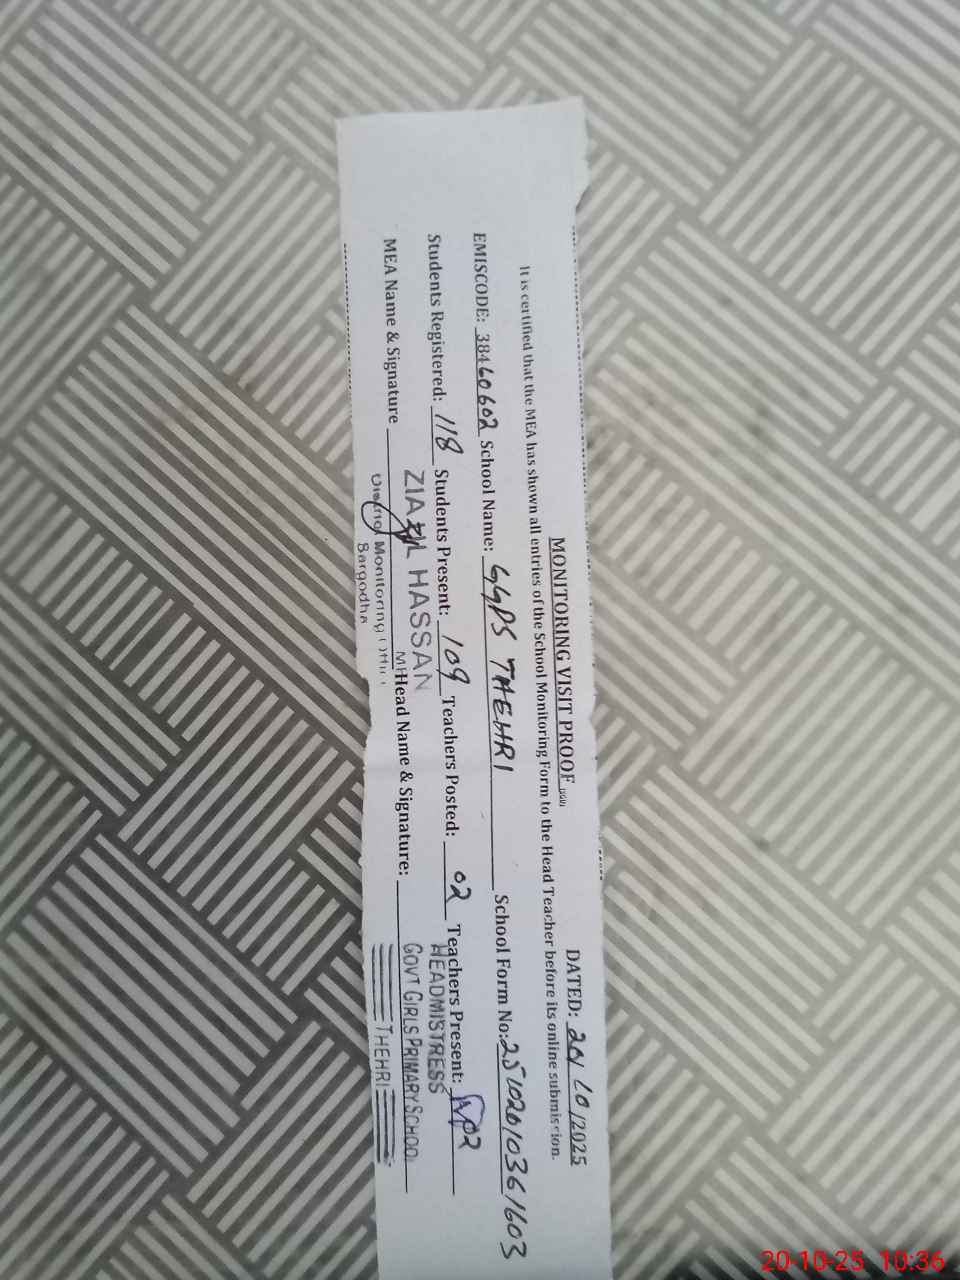 MONITORING VISIT PROOF
DATED: 20/10/2025
It is certified that the MEA has shown all entries of the School Monitoring Form to the Head Teacher before its online submission.
EMISCODE: 38460602 School Name: GGPS THEHRI School Form No: 25102010361603
Students Registered: 118 Students Present: 109 Teachers Posted: 02 Teachers Present: 02
MEA Name & Signature Head Name & Signature:
ZIA UL HASSAN
District Monitoring
Sargodha
HEADMISTRESS
GOVT GIRLS PRIMARY SCHOOL
THEHRI
20-10-25 10:36